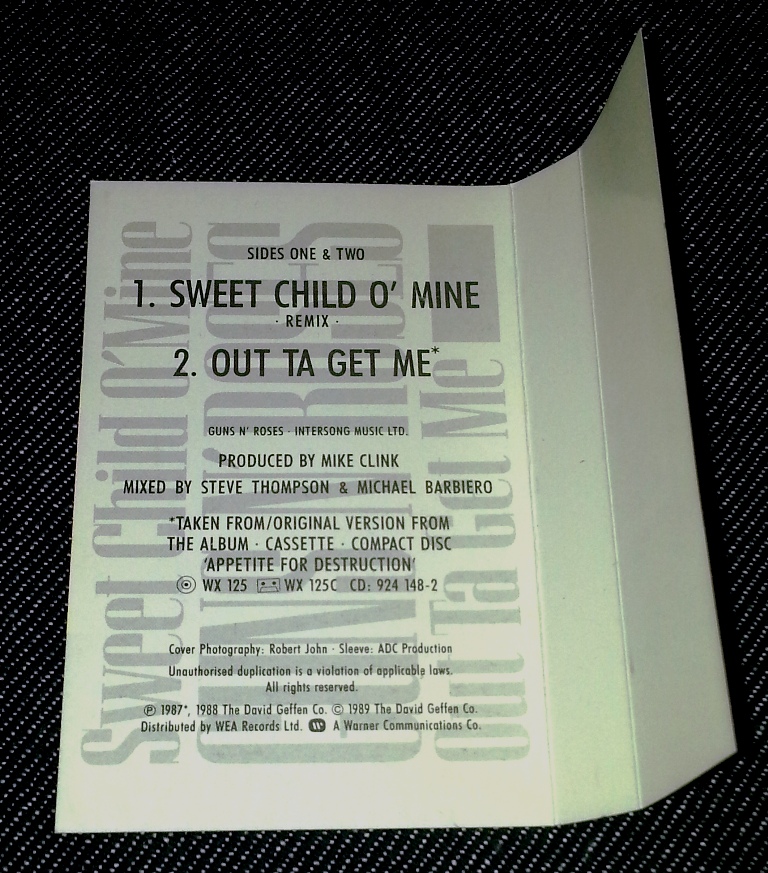 SIDES ONE & TWO
1. SWEET CHILD O' MINE
· REMIX ·
2. OUT TA GET ME*
GUNS N' ROSES · INTERSONG MUSIC LTD.
PRODUCED BY MIKE CLINK
MIXED BY STEVE THOMPSON & MICHAEL BARBIERO
*TAKEN FROM/ORIGINAL VERSION FROM
THE ALBUM · CASSETTE · COMPACT DISC
'APPETITE FOR DESTRUCTION'
WX 125 WX 125C CD: 924 148-2
Cover Photography: Robert John · Sleeve: ADC Production
Unauthorised duplication is a violation of applicable laws.
All rights reserved.
℗ 1987*, 1988 The David Geffen Co. © 1989 The David Geffen Co.
Distributed by WEA Records Ltd. A Warner Communications Co.
Sweet Child O'Mine
GUNS N' ROSES
Out Ta Get Me